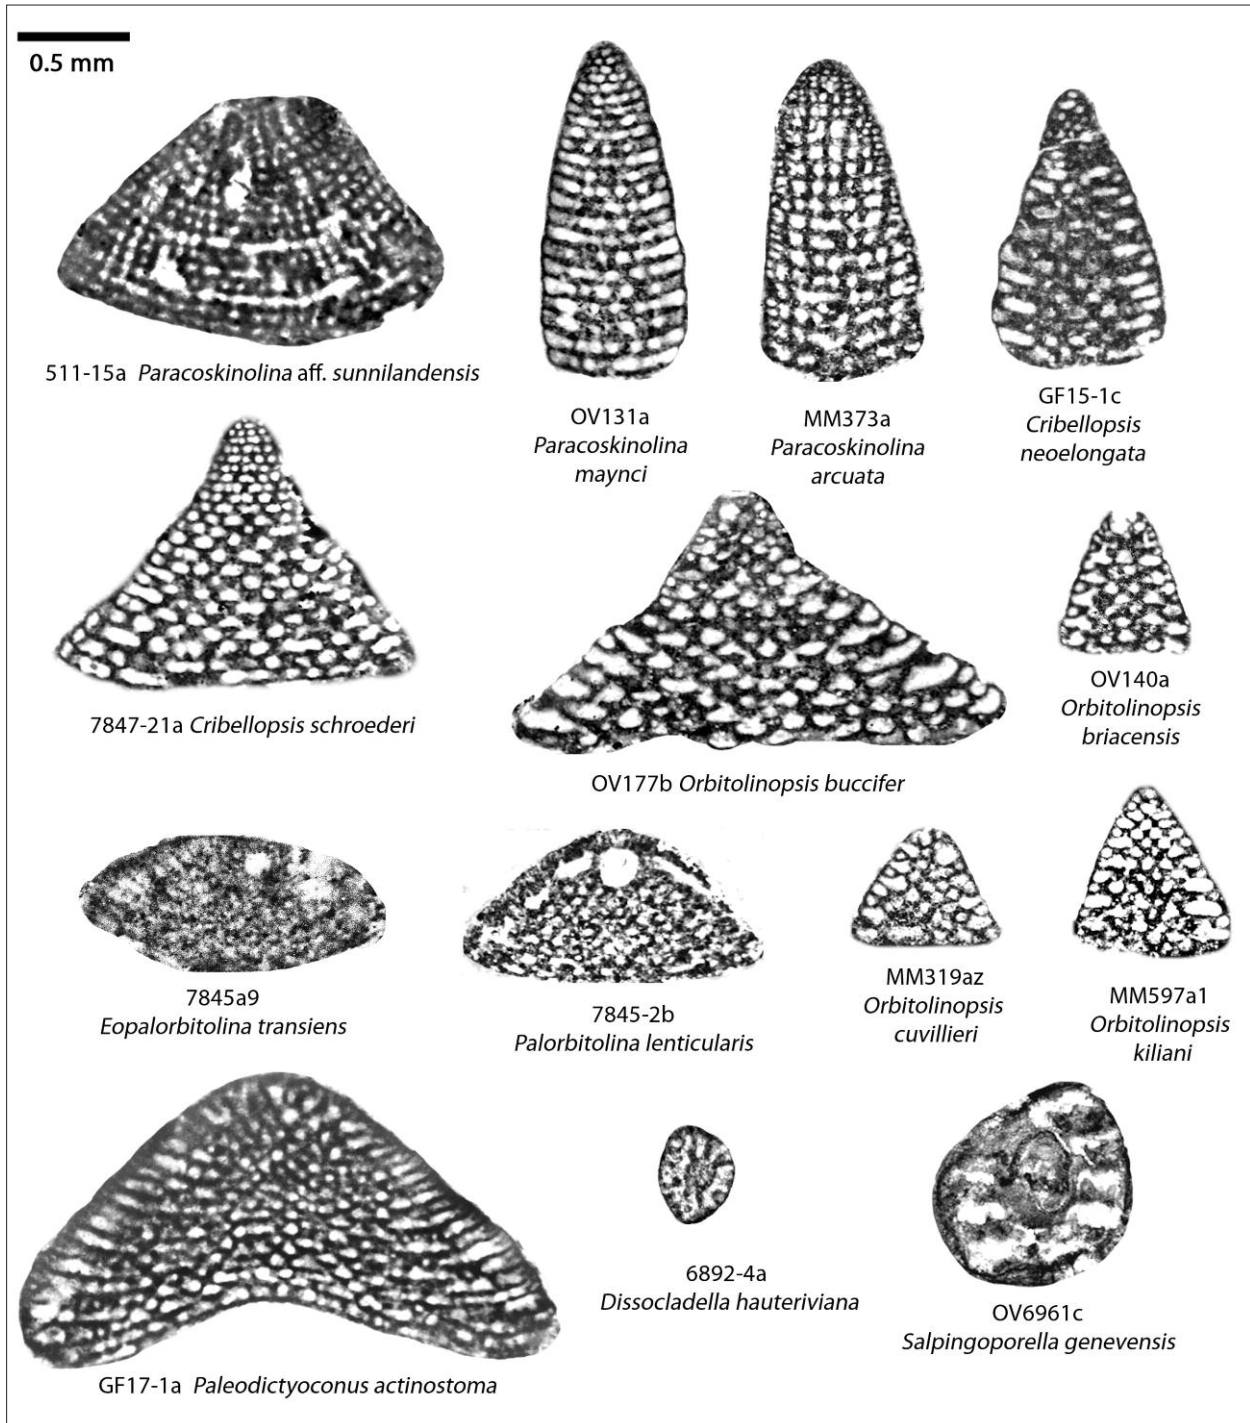 0.5 mm
511-15a Paracoskinolina aff. sunnilandensis
OV131a
Paracoskinolina
maynci
MM373a
Paracoskinolina
arcuata
GF15-1c
Cribellopsis
neoelongata
7847-21a Cribellopsis schroederi
OV177b Orbitolinopsis buccifer
OV140a
Orbitolinopsis
briacensis
7845a9
Eopalorbitolina transiens
7845-2b
Palorbitolina lenticularis
MM319az
Orbitolinopsis
cuvillieri
MM597a1
Orbitolinopsis
kiliani
GF17-1a Paleodictyoconus actinostoma
6892-4a
Dissocladella hauteriviana
OV6961c
Salpingoporella genevensis